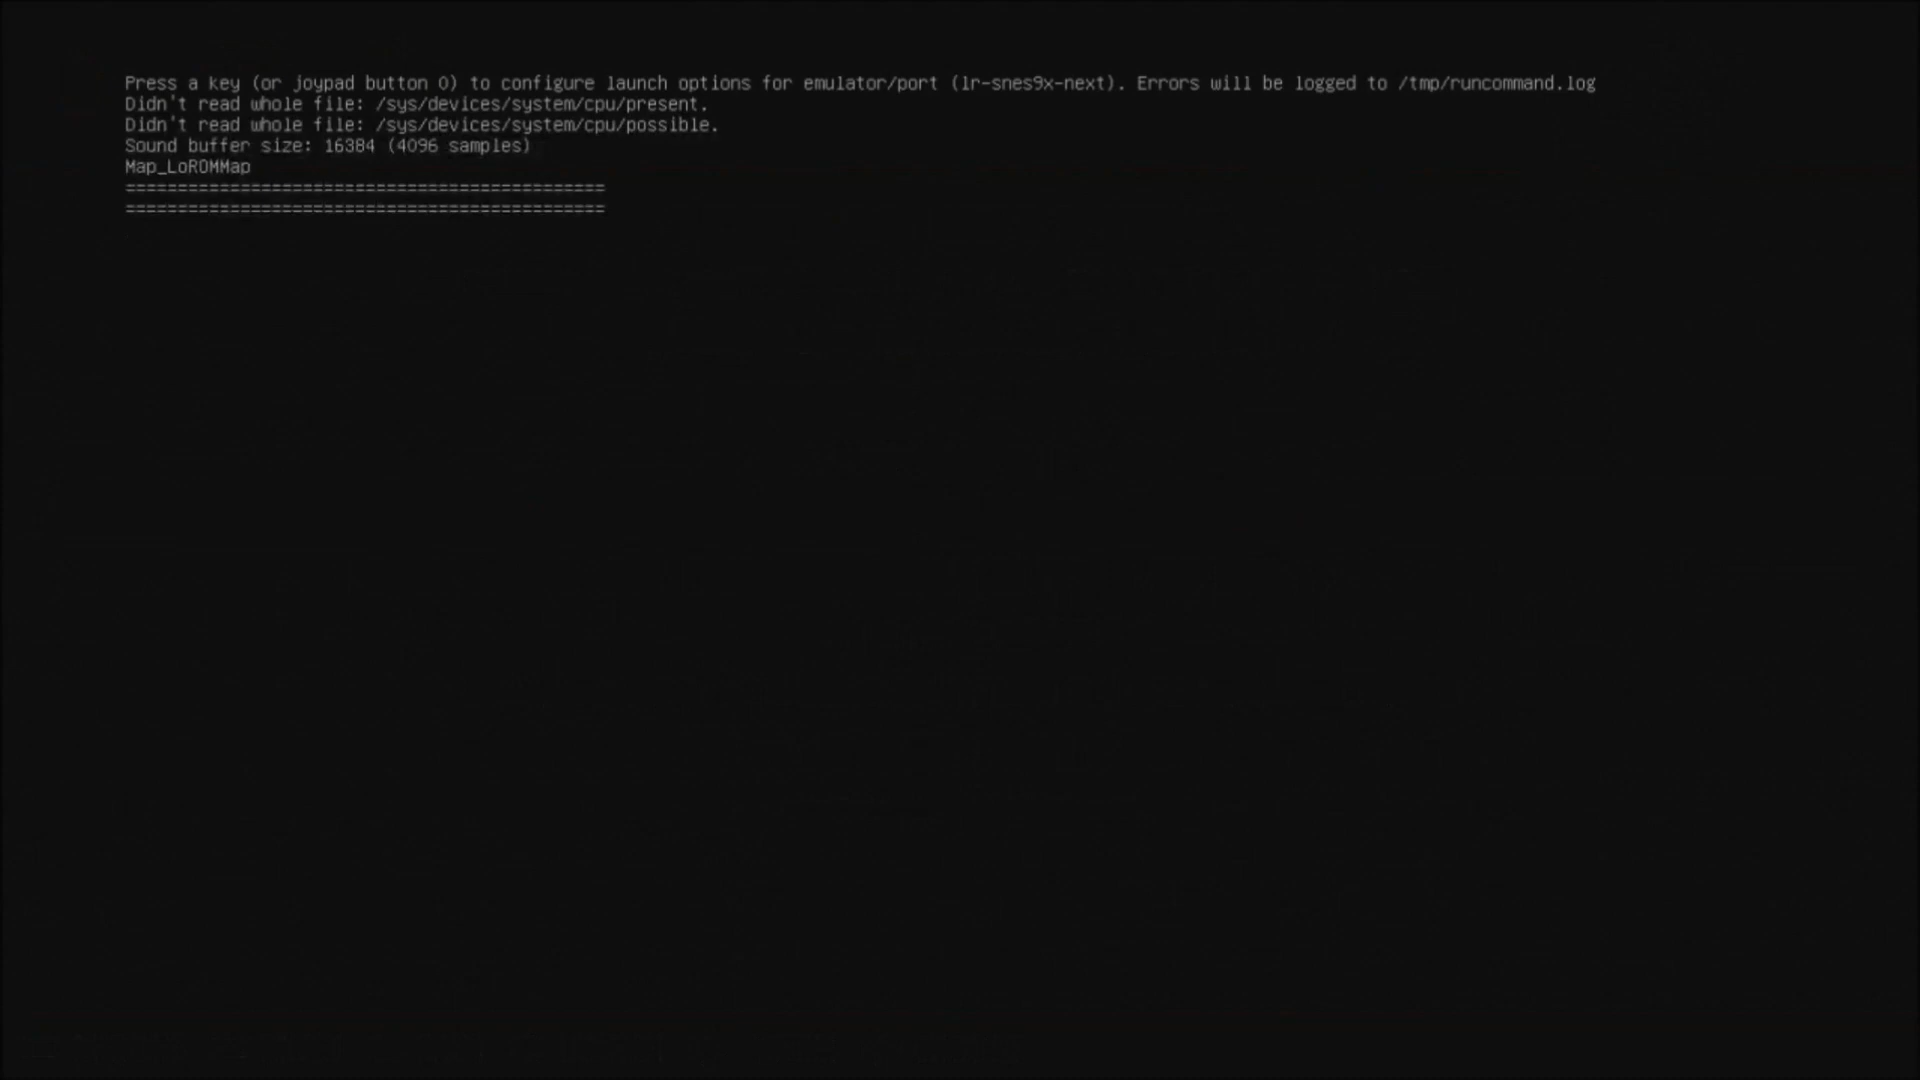 Press a key (or joypad button 0) to configure launch options for emulator/port (lr-snes9x-next). Errors will be logged to /tmp/runcommand.log
Didn't read whole file: /sys/devices/system/cpu/present.
Didn't read whole file: /sys/devices/system/cpu/possible.
Sound buffer size: 16384 (4096 samples)
Map_LoROMMap
==============================================
==============================================